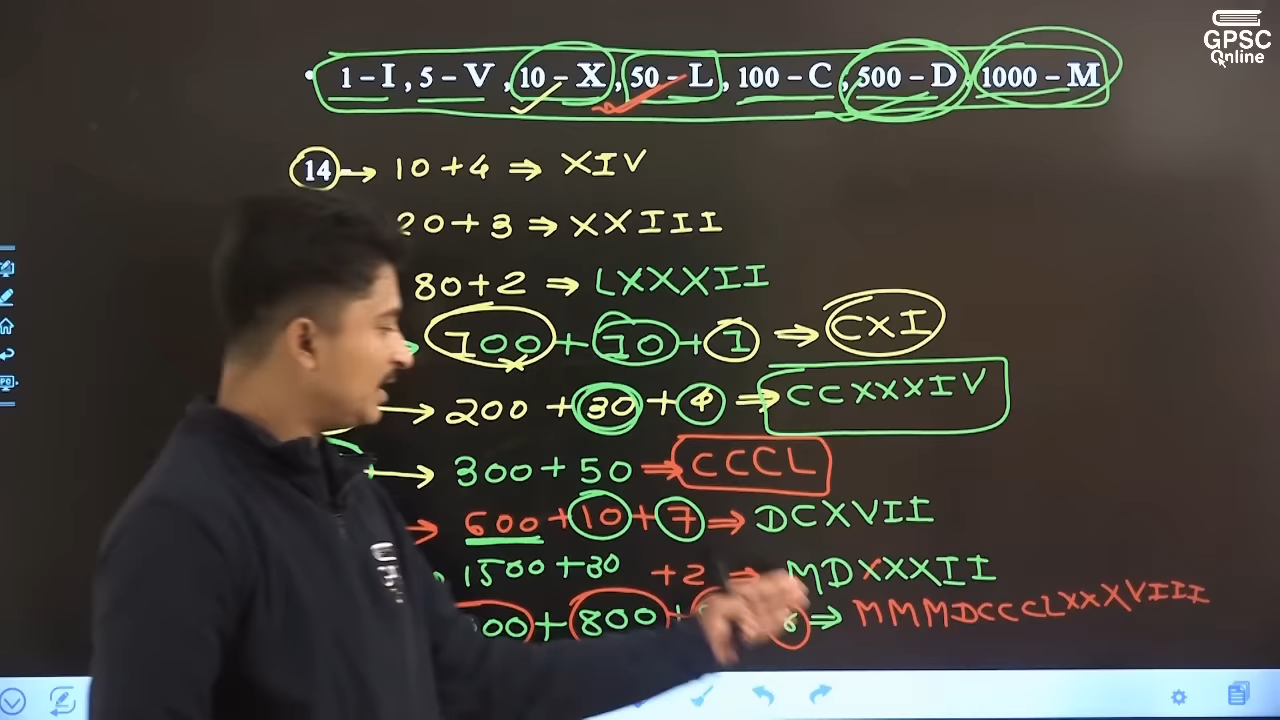 GPSC
Online
• 1 – I , 5 – V , 10 – X , 50 – L , 100 – C , 500 – D , 1000 – M
14 → 10 + 4 ⇒ XIV
20 + 3 ⇒ XXIII
80 + 2 ⇒ LXXXII
100 + 10 + 1 ⇒ CXI
→ 200 + 30 + 4 ⇒ CCXXXIV
→ 300 + 50 ⇒ CCCL
→ 600 + 10 + 7 ⇒ DCXVII
1500 + 30 + 2 ⇒ MDXXXII
00 + 800 + 8 ⇒ MMMDCCCLXXXVIII